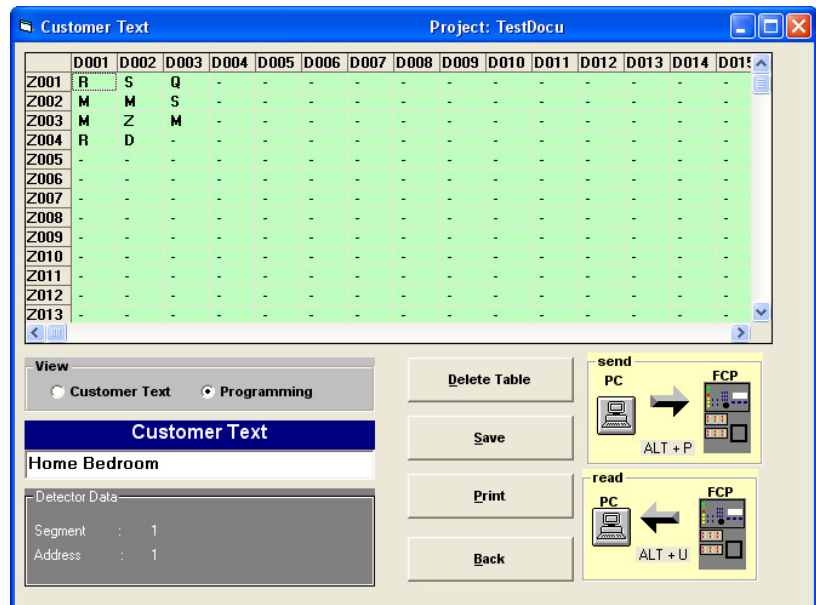 Customer Text Project: TestDocu
D001 D002 D003 D004 D005 D006 D007 D008 D009 D010 D011 D012 D013 D014 D015
Z001 R S Q - - - - - - - - - - - -
Z002 M M S - - - - - - - - - - - -
Z003 M Z M - - - - - - - - - - - -
Z004 R D - - - - - - - - - - - - -
Z005 - - - - - - - - - - - - - - -
Z006 - - - - - - - - - - - - - - -
Z007 - - - - - - - - - - - - - - -
Z008 - - - - - - - - - - - - - - -
Z009 - - - - - - - - - - - - - - -
Z010 - - - - - - - - - - - - - - -
Z011 - - - - - - - - - - - - - - -
Z012 - - - - - - - - - - - - - - -
Z013 - - - - - - - - - - - - - - -
View
Customer Text Programming
Customer Text
Home Bedroom
Detector Data
Segment : 1
Address : 1
Delete Table
Save
Print
Back
send
PC FCP
ALT + P
read
PC FCP
ALT + U